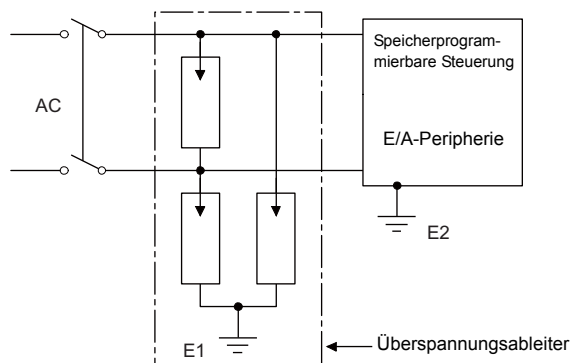 Speicherprogram-
mierbare Steuerung
AC
E/A-Peripherie
E2
E1
Überspannungsableiter